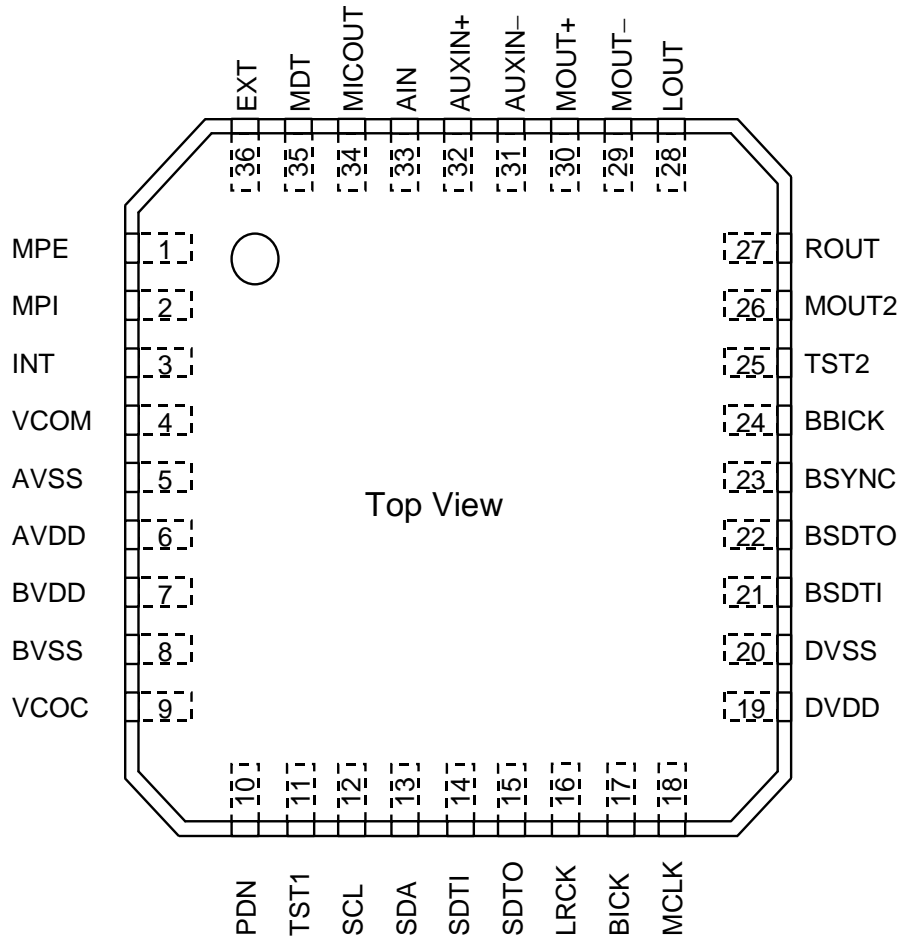 EXT
MDT
MICOUT
AIN
AUXIN+
AUXIN−
MOUT+
MOUT−
LOUT
36
35
34
33
32
31
30
29
28
MPE 1 27 ROUT
MPI 2 26 MOUT2
INT 3 25 TST2
VCOM 4 24 BBICK
AVSS 5 23 BSYNC
Top View
AVDD 6 22 BSDTO
BVDD 7 21 BSDTI
BVSS 8 20 DVSS
VCOC 9 19 DVDD
10
11
12
13
14
15
16
17
18
PDN
TST1
SCL
SDA
SDTI
SDTO
LRCK
BICK
MCLK